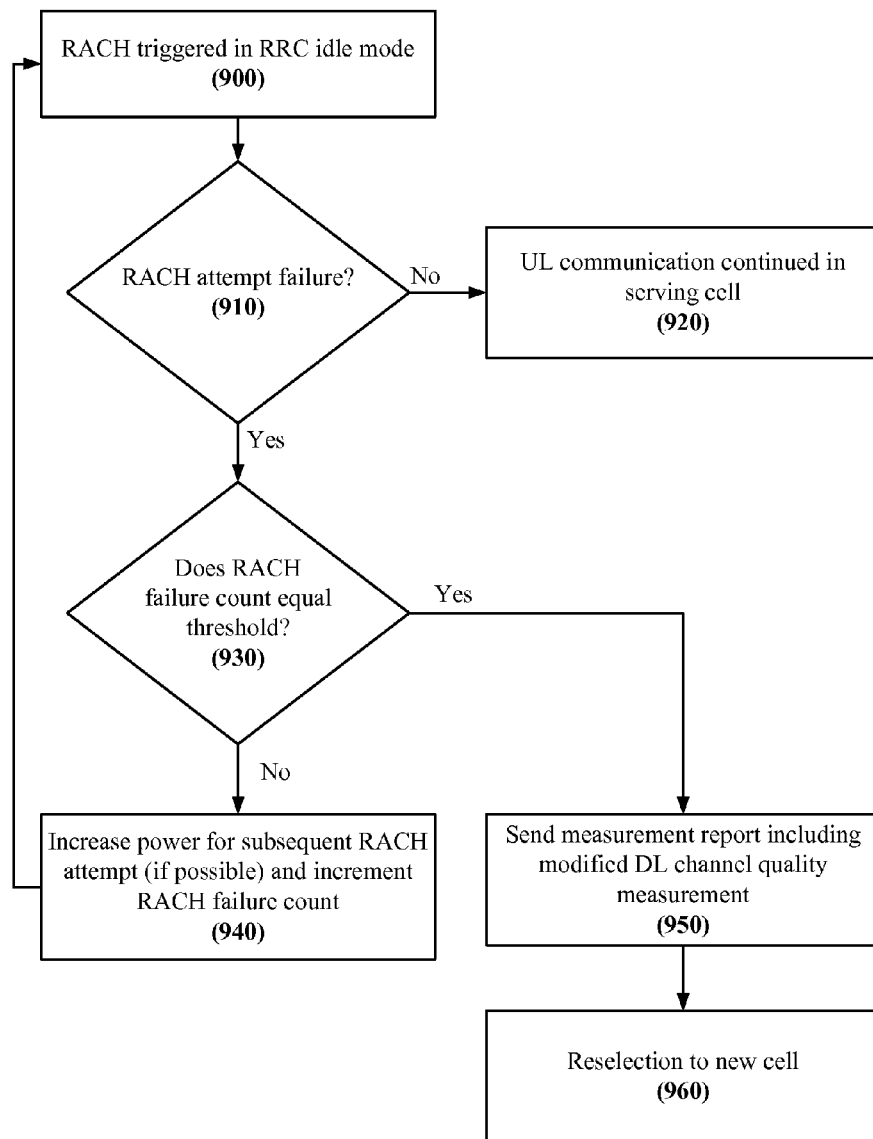 RACH triggered in RRC idle mode
(900)
RACH attempt failure?
(910)
No
UL communication continued in
serving cell
(920)
Yes
Does RACH
failure count equal
threshold?
(930)
Yes
No
Increase power for subsequent RACH
attempt (if possible) and increment
RACH failure count
(940)
Send measurement report including
modified DL channel quality
measurement
(950)
Reselection to new cell
(960)